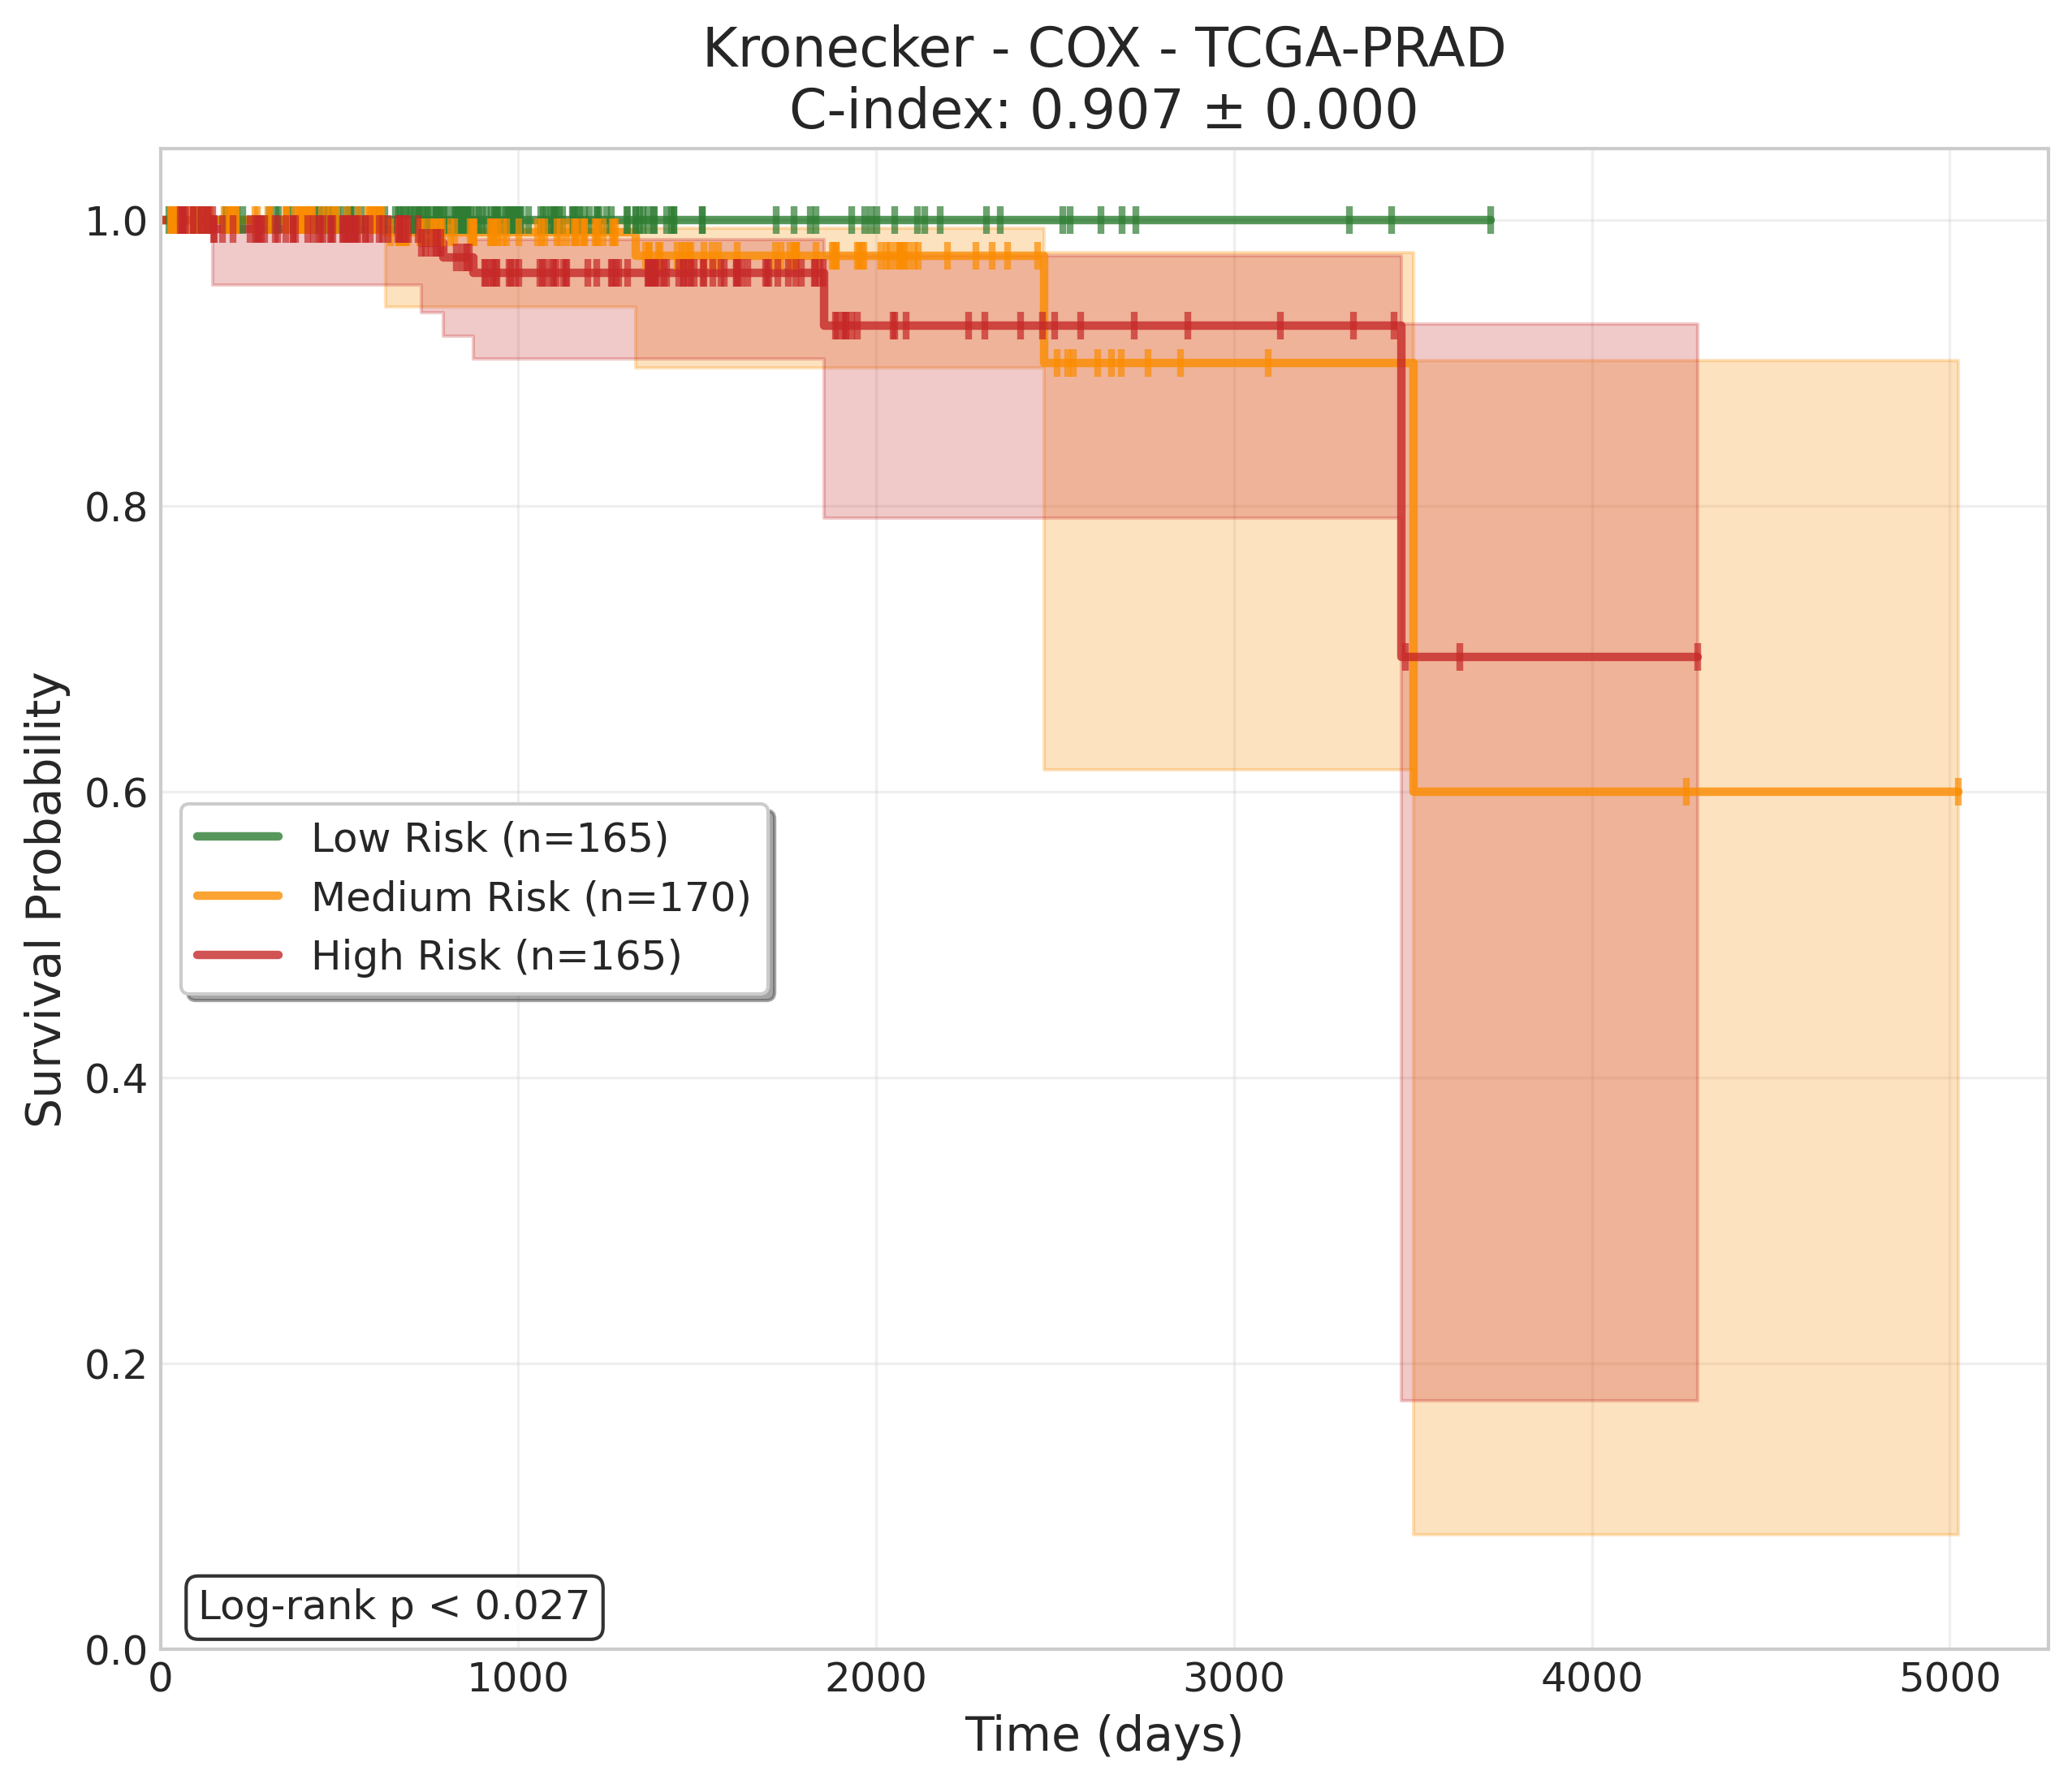 Kronecker - COX - TCGA-PRAD
C-index: 0.907 ± 0.000
Survival Probability
1.0
0.8
0.6
0.4
0.2
0.0
Low Risk (n=165)
Medium Risk (n=170)
High Risk (n=165)
Log-rank p < 0.027
0 1000 2000 3000 4000 5000
Time (days)